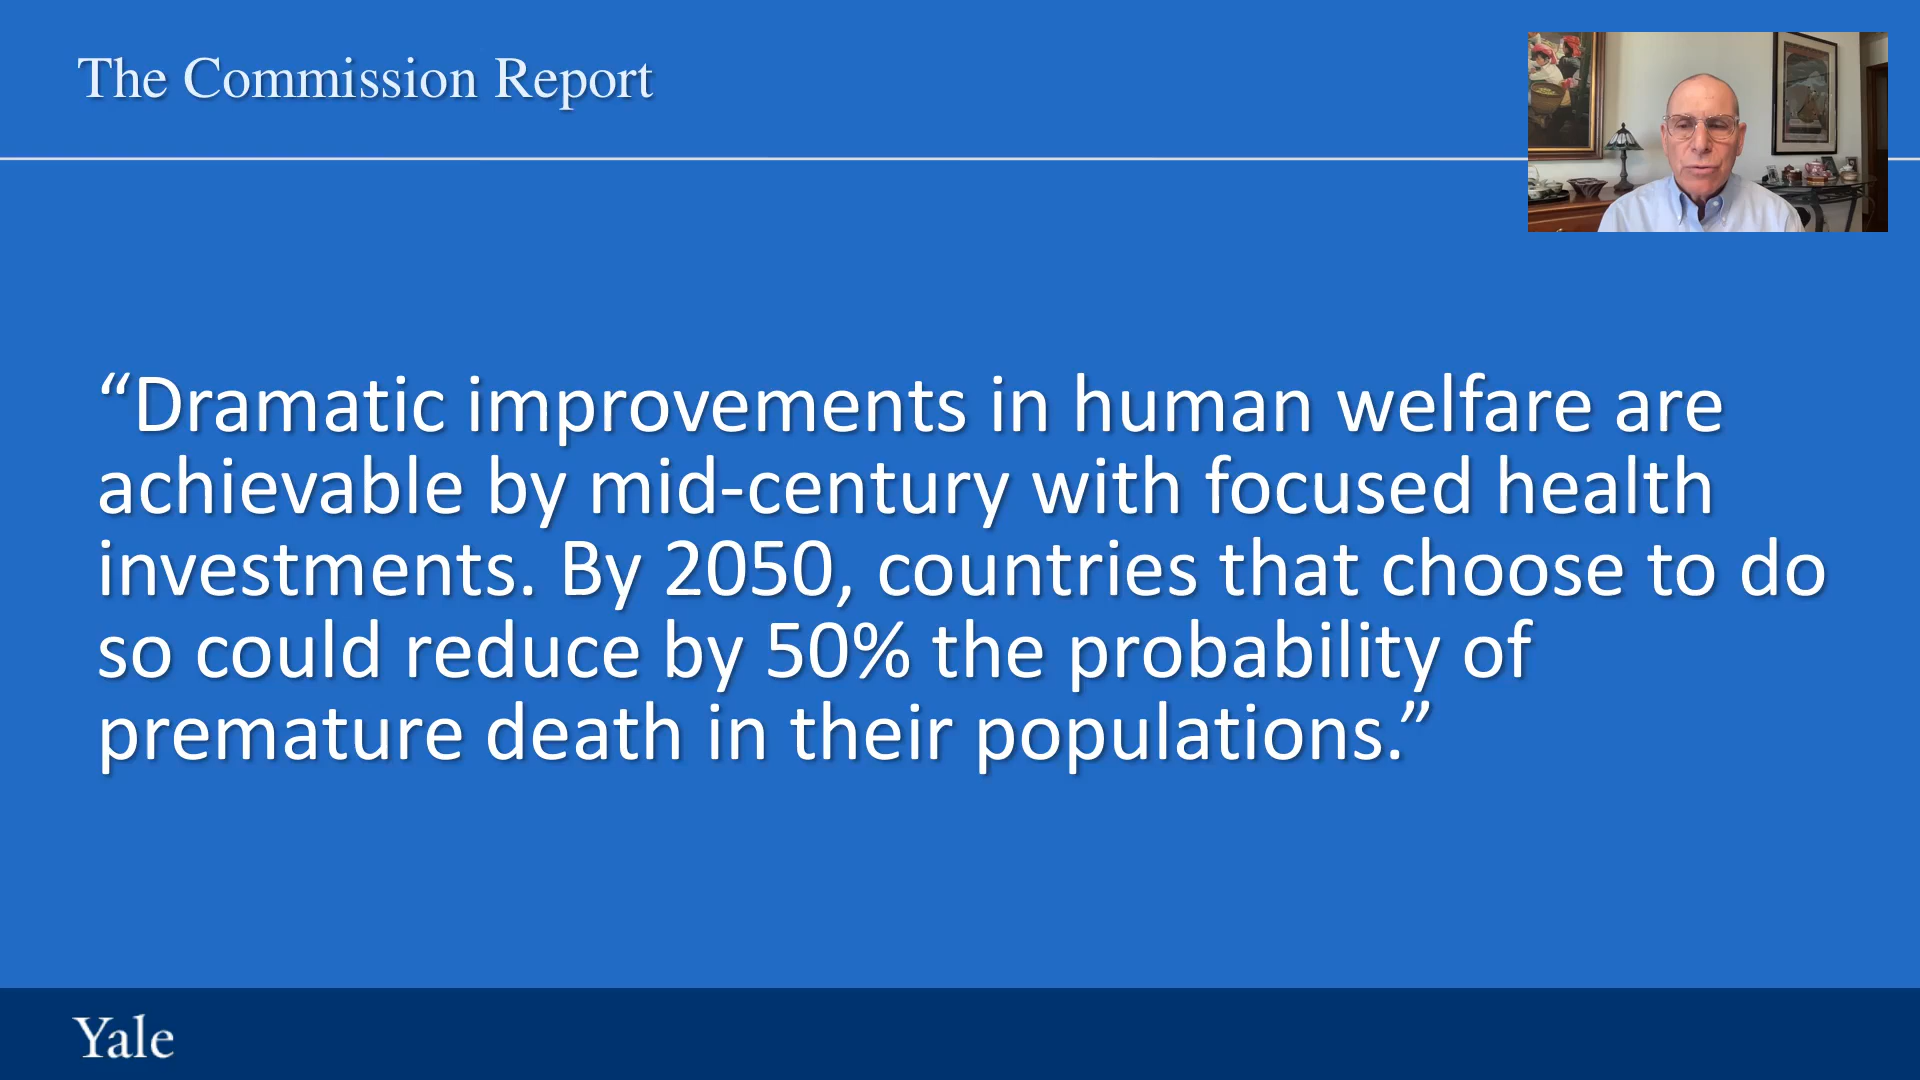 The Commission Report
“Dramatic improvements in human welfare are
achievable by mid-century with focused health
investments. By 2050, countries that choose to do
so could reduce by 50% the probability of
premature death in their populations.”
Yale